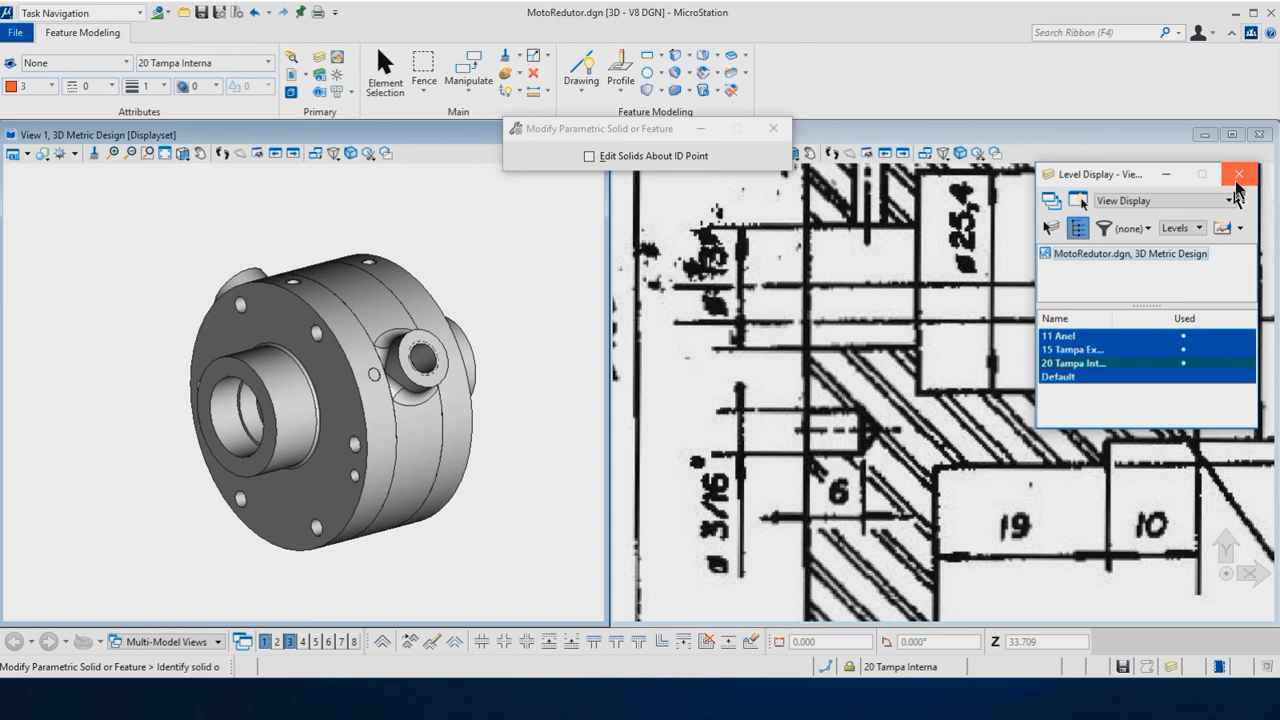 Task Navigation
MotoRedutor.dgn [3D - V8 DGN] - MicroStation
File
Feature Modeling
Search Ribbon (F4)
None
20 Tampa Interna
3
0
1
0
0
Element
Selection
Fence
Manipulate
Drawing
Profile
Attributes
Primary
Main
Feature Modeling
View 1, 3D Metric Design [Displayset]
Modify Parametric Solid or Feature
Edit Solids About ID Point
Level Display - Vie...
View Display
(none)
Levels
MotoRedutor.dgn, 3D Metric Design
Name
Used
11 Anel
15 Tampa Ex...
20 Tampa Int...
Default
ø 25,4
ø 3/16"
6
19
10
Y
X
Multi-Model Views
1 2 3 4 5 6 7 8
0.000
0.000°
Z
33.709
Modify Parametric Solid or Feature > Identify solid o
20 Tampa Interna